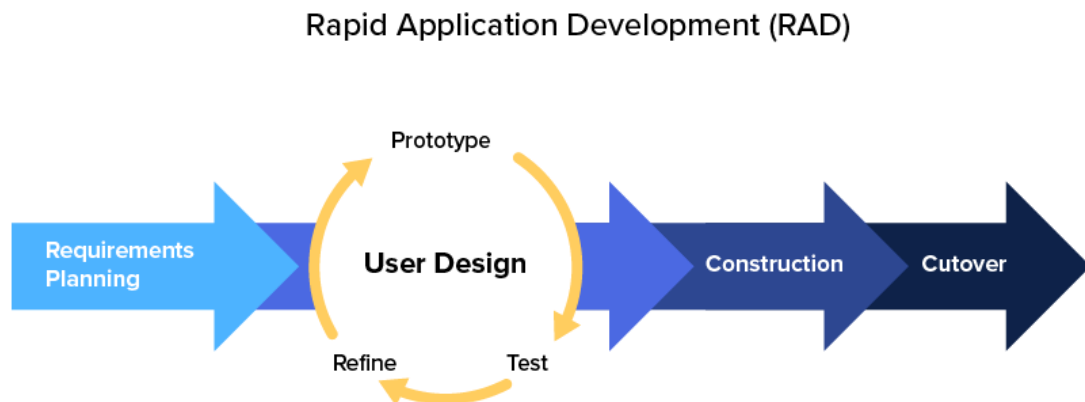 Rapid Application Development (RAD)
Prototype
Requirements
Planning
User Design
Construction
Cutover
Refine
Test